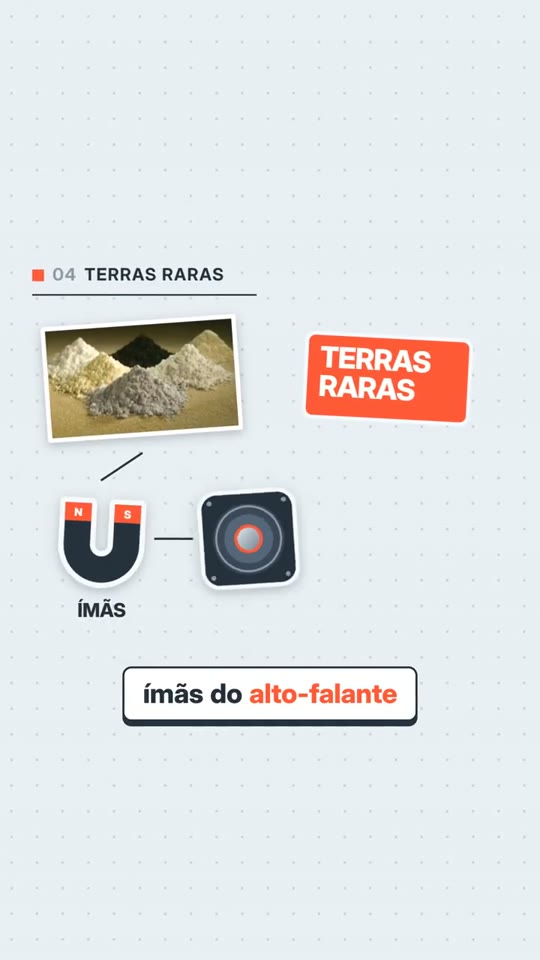 04 TERRAS RARAS
TERRAS
RARAS
N S
ÍMÃS
ímãs do alto-falante